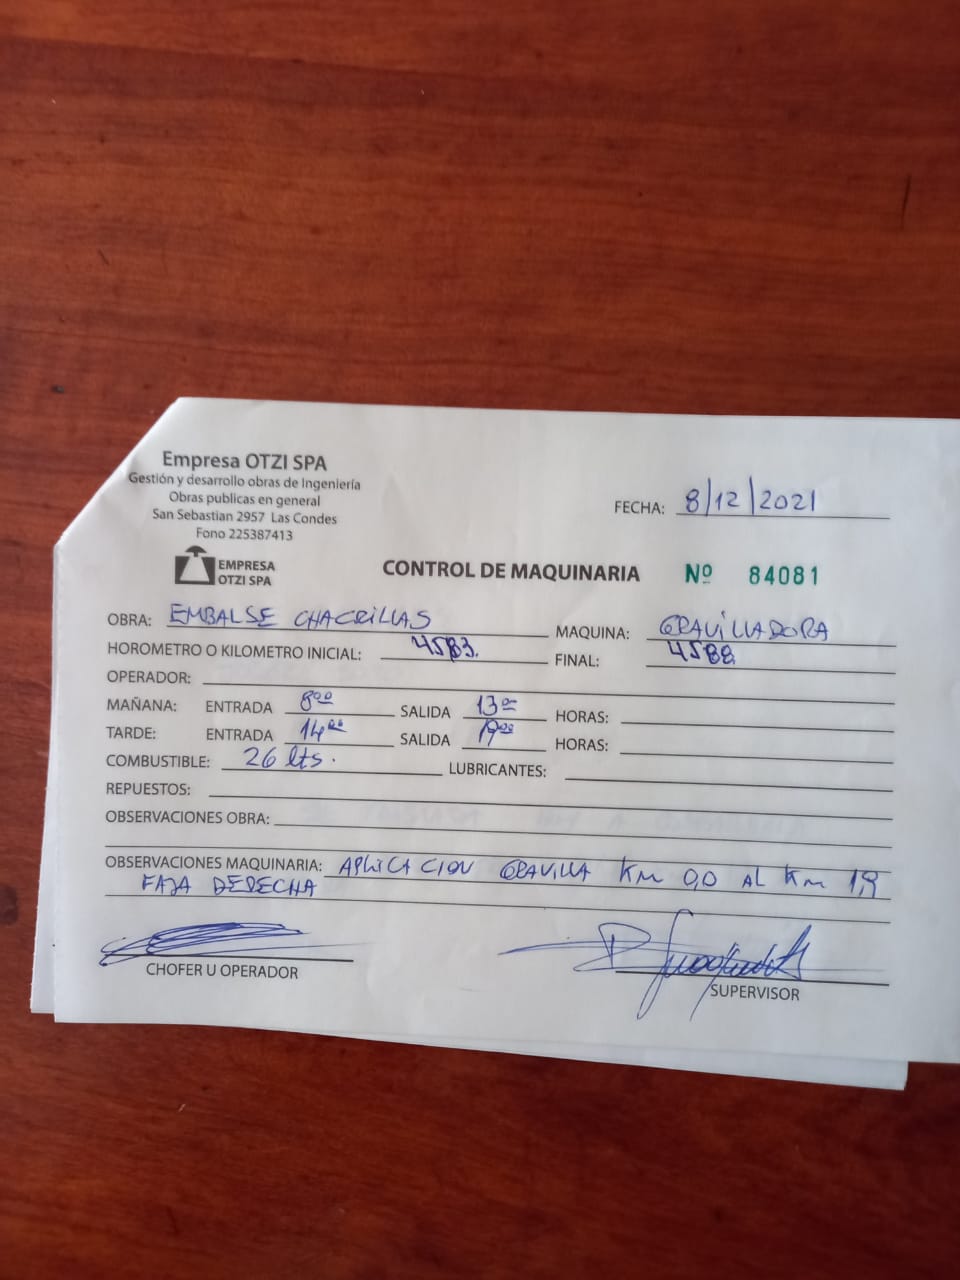 Empresa OTZI SPA
Gestión y desarrollo obras de Ingeniería
Obras publicas en general
San Sebastian 2957 Las Condes
Fono 225387413
EMPRESA
OTZI SPA
FECHA: 8/12/2021
CONTROL DE MAQUINARIA Nº 84081
OBRA: EMBALSE CHACRILLAS MAQUINA: GRAVILLADORA
HOROMETRO O KILOMETRO INICIAL: 4583. FINAL: 4588
OPERADOR:
MAÑANA: ENTRADA 8:00 SALIDA 13:00 HORAS:
TARDE: ENTRADA 14:00 SALIDA 19:00 HORAS:
COMBUSTIBLE: 26 lts. LUBRICANTES:
REPUESTOS:
OBSERVACIONES OBRA:
OBSERVACIONES MAQUINARIA: APLICACION GRAVILLA Km 0,0 AL Km 1,9
FAJA DERECHA
CHOFER U OPERADOR
SUPERVISOR